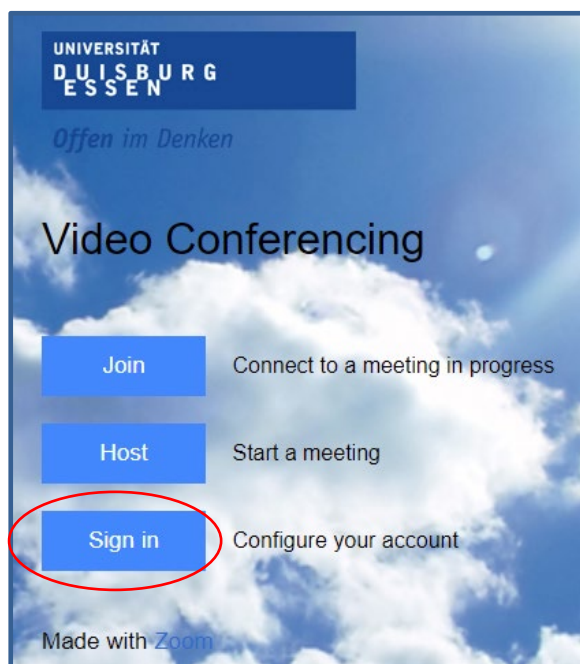 UNIVERSITÄT
DUISBURG
ESSEN
Offen im Denken
Video Conferencing
Join Connect to a meeting in progress
Host Start a meeting
Sign in Configure your account
Made with Zoom